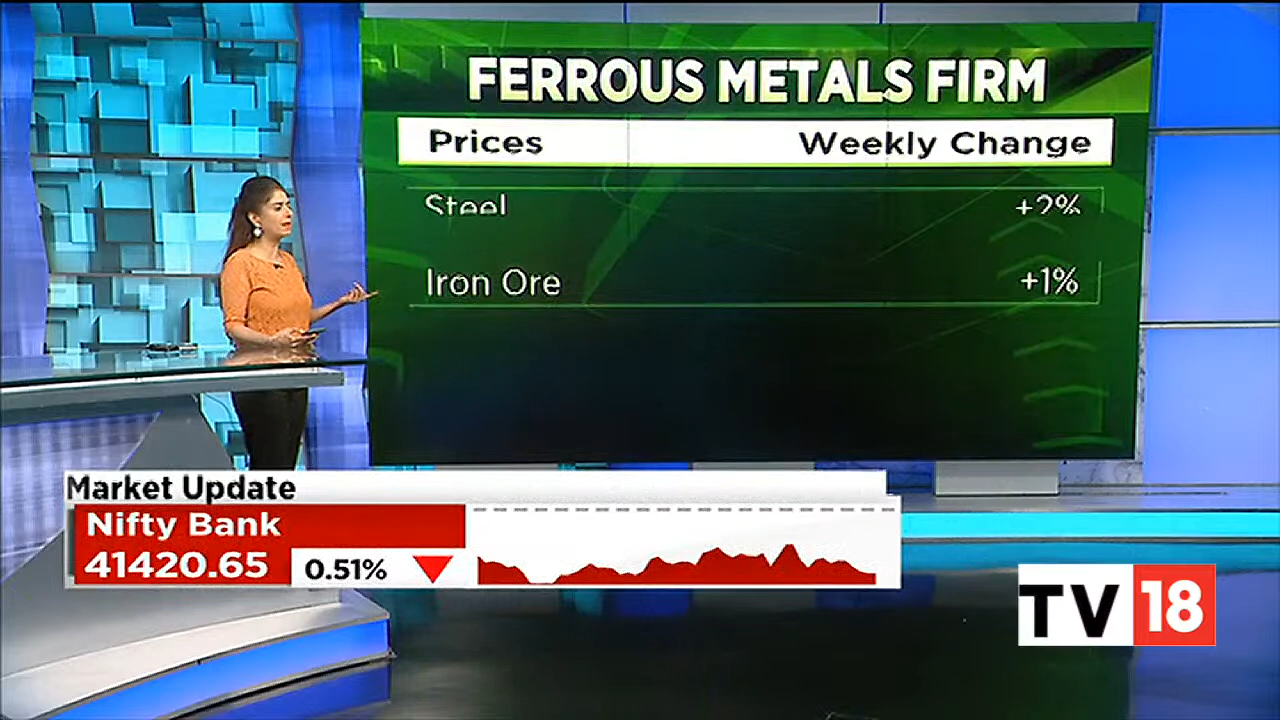 FERROUS METALS FIRM
Prices Weekly Change
Steel +2%
Iron Ore +1%
Market Update
Nifty Bank
41420.65 0.51%
TV18